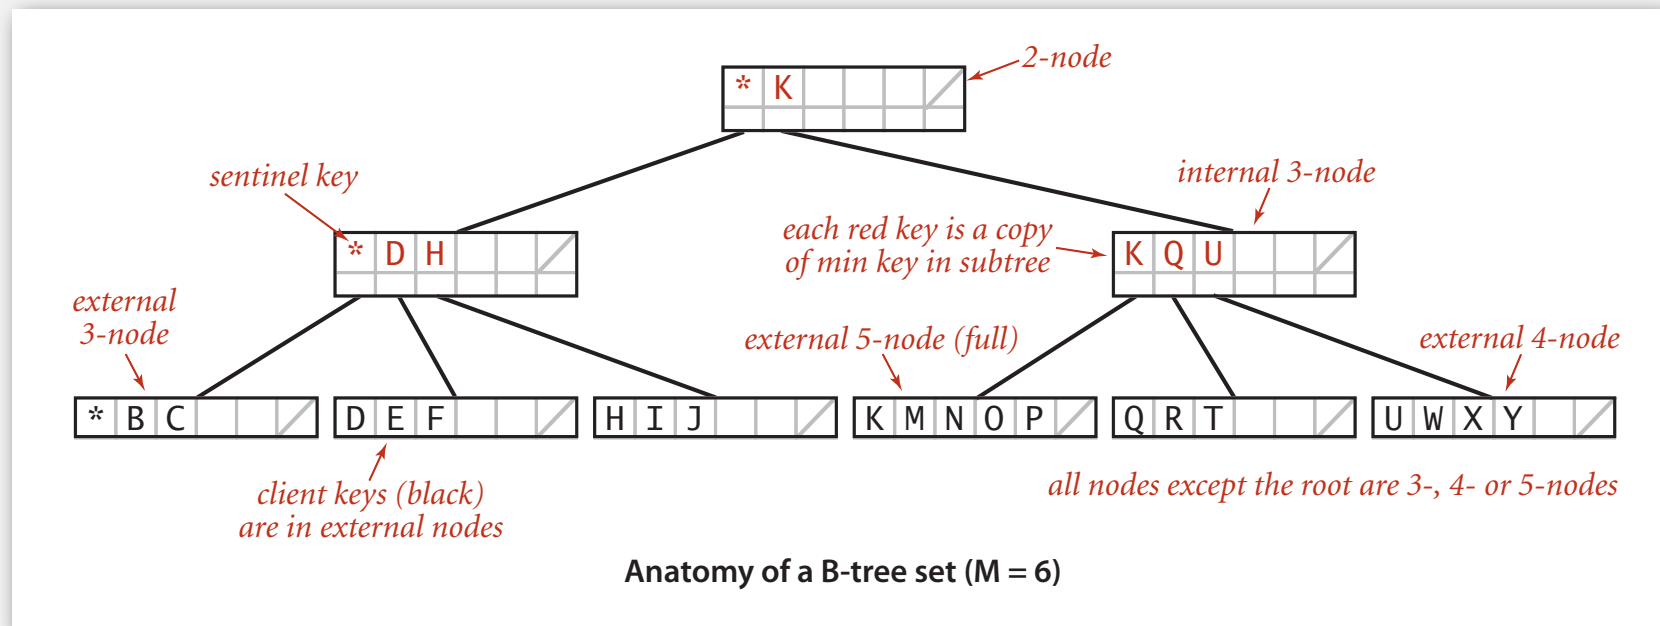 2-node
* K
sentinel key
internal 3-node
each red key is a copy
of min key in subtree
* D H
K Q U
external
3-node
external 5-node (full)
external 4-node
* B C
D E F
H I J
K M N O P
Q R T
U W X Y
client keys (black)
are in external nodes
all nodes except the root are 3-, 4- or 5-nodes
Anatomy of a B-tree set (M = 6)